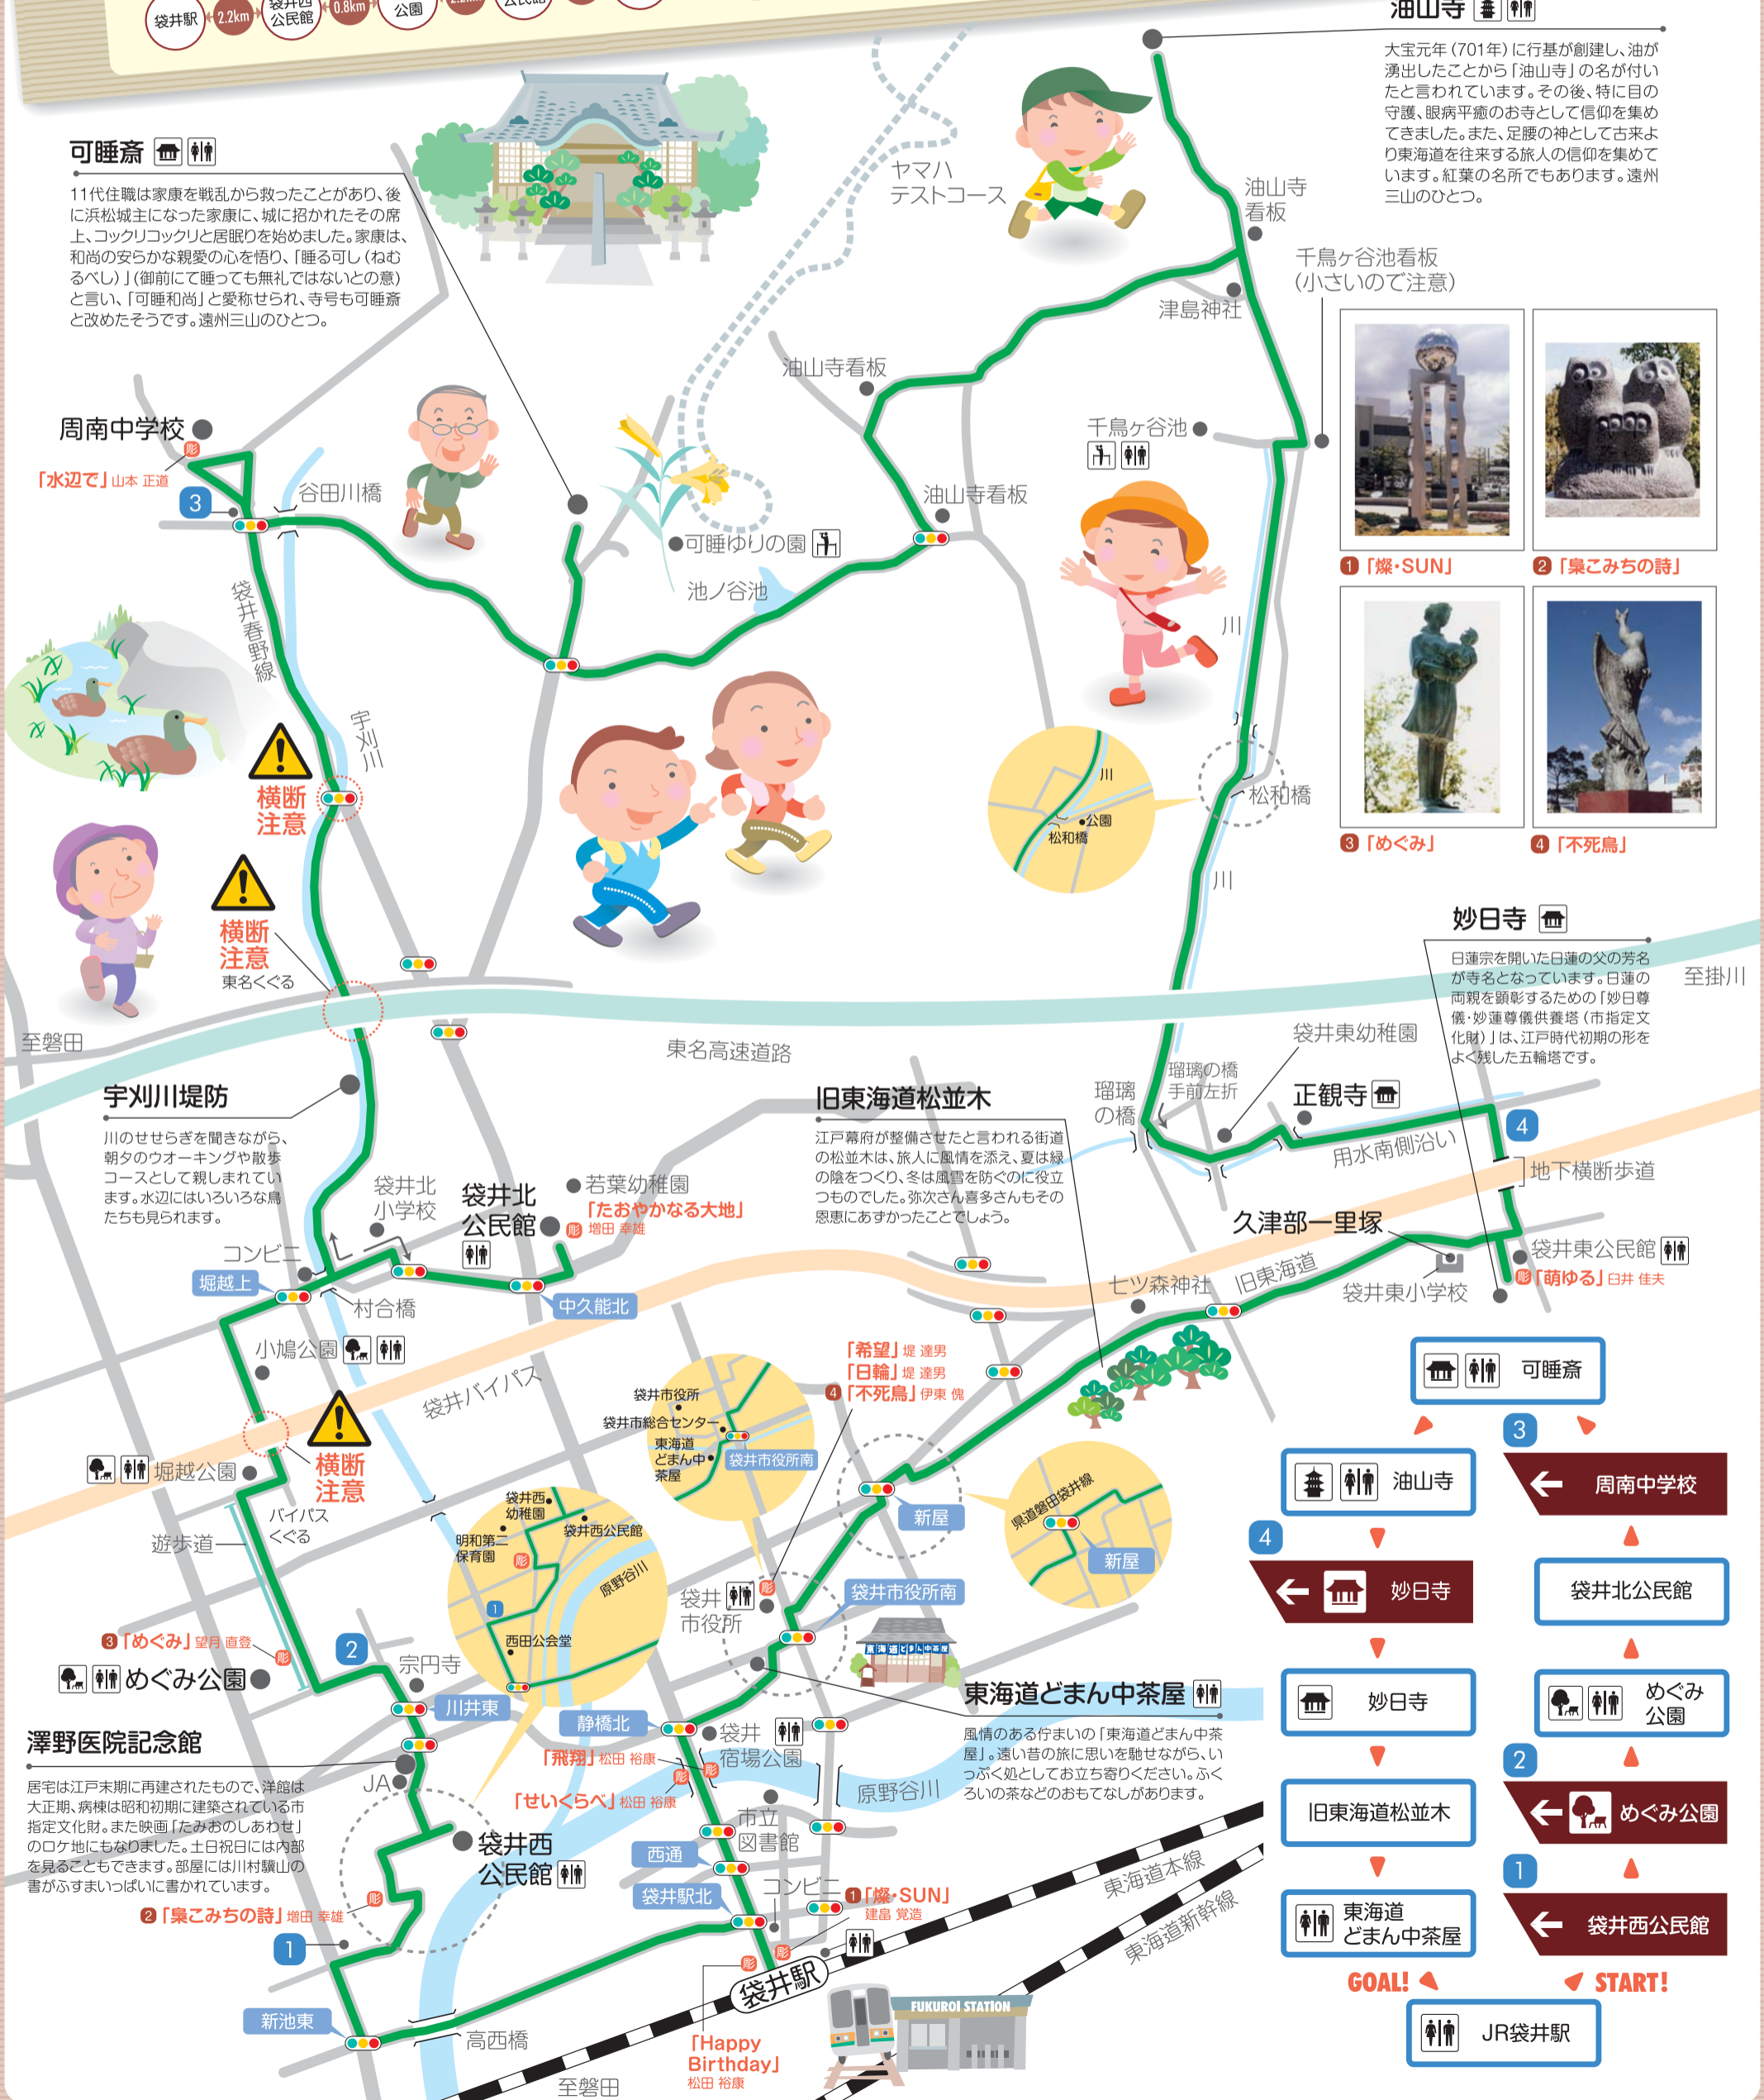 袋井駅
2.2km
袋井西
公民館
0.8km
公園
油山寺
大宝元年(701年)に行基が創建し、油が
湧出したことから「油山寺」の名が付い
たと言われています。その後、特に目の
守護、眼病平癒のお寺として信仰を集め
てきました。また、足腰の神として古来よ
り東海道を往来する旅人の信仰を集めて
います。紅葉の名所でもあります。遠州
三山のひとつ。
可睡斎
11代住職は家康を戦乱から救ったことがあり、後
に浜松城主になった家康に、城に招かれたその席
上、コックリコックリと居眠りを始めました。家康は、
和尚の安らかな親愛の心を悟り、「睡る可し(ねむ
るべし)」(御前にて睡っても無礼ではないとの意)
と言い、「可睡和尚」と愛称せられ、寺号も可睡斎
と改めたそうです。遠州三山のひとつ。
ヤマハ
テストコース
油山寺
看板
千鳥ヶ谷池看板
(小さいので注意)
津島神社
油山寺看板
千鳥ヶ谷池
油山寺看板
周南中学校
彫
「水辺で」山本 正道
3
谷田川橋
可睡ゆりの園
池ノ谷池
袋井春野線
宇刈川
川
1「燦・SUN」
2「梟こみちの詩」
3「めぐみ」
4「不死鳥」
横断
注意
川
公園
松和橋
松和橋
川
横断
注意
東名くぐる
至磐田
東名高速道路
妙日寺
日蓮宗を開いた日蓮の父の芳名
が寺名となっています。日蓮の
両親を顕彰するための「妙日尊
儀・妙蓮尊儀供養塔(市指定文
化財)」は、江戸時代初期の形を
よく残した五輪塔です。
至掛川
袋井東幼稚園
瑠璃
の橋
瑠璃の橋
手前左折
正観寺
用水南側沿い
4
地下横断歩道
宇刈川堤防
川のせせらぎを聞きながら、
朝夕のウオーキングや散歩
コースとして親しまれてい
ます。水辺にはいろいろな鳥
たちも見られます。
旧東海道松並木
江戸幕府が整備させたと言われる街道
の松並木は、旅人に風情を添え、夏は緑
の陰をつくり、冬は風雪を防ぐのに役立
つものでした。弥次さん喜多さんもその
恩恵にあずかったことでしょう。
袋井北
小学校
袋井北
公民館
若葉幼稚園
「たおやかなる大地」
彫 増田 幸雄
コンビニ
堀越上
村合橋
中久能北
久津部一里塚
袋井東公民館
彫「萌ゆる」臼井 佳夫
袋井東小学校
七ツ森神社
旧東海道
小鳩公園
袋井バイパス
横断
注意
堀越公園
バイパス
くぐる
遊歩道
「希望」堤 達男
「日輪」堤 達男
4「不死鳥」伊東 傀
袋井市役所
袋井市総合センター
東海道
どまん中
茶屋
袋井市役所南
新屋
県道磐田袋井線
新屋
袋井西
幼稚園
袋井西公民館
明和第二
保育園
彫
原野谷川
1
西田公会堂
袋井
市役所
彫
袋井市役所南
東海道どまん中茶屋
3「めぐみ」望月 直登
彫
めぐみ公園
2
宗円寺
川井東
静橋北
袋井
宿場公園
「飛翔」松田 裕康
彫
彫
「せいくらべ」松田 裕康
東海道どまん中茶屋
風情のある佇まいの「東海道どまん中茶
屋」。遠い昔の旅に思いを馳せながら、い
っぷく処としてお立ち寄りください。ふく
ろいの茶などのおもてなしがあります。
原野谷川
澤野医院記念館
居宅は江戸末期に再建されたもので、洋館は
大正期、病棟は昭和初期に建築されている市
指定文化財。また映画「たみおのしあわせ」
のロケ地にもなりました。土日祝日には内部
を見ることもできます。部屋には川村驥山の
書がふすまいっぱいに書かれています。
JA
袋井西
公民館
彫
2「梟こみちの詩」増田 幸雄
1
新池東
高西橋
市立
図書館
西通
袋井駅北
コンビニ
1「燦・SUN」
建畠 覚造
彫
彫
袋井駅
東海道本線
東海道新幹線
FUKUROI STATION
「Happy
Birthday」
松田 裕康
至磐田
可睡斎
3
油山寺
周南中学校
4
妙日寺
袋井北公民館
妙日寺
めぐみ
公園
2
旧東海道松並木
めぐみ公園
1
東海道
どまん中茶屋
袋井西公民館
GOAL!
START!
JR袋井駅